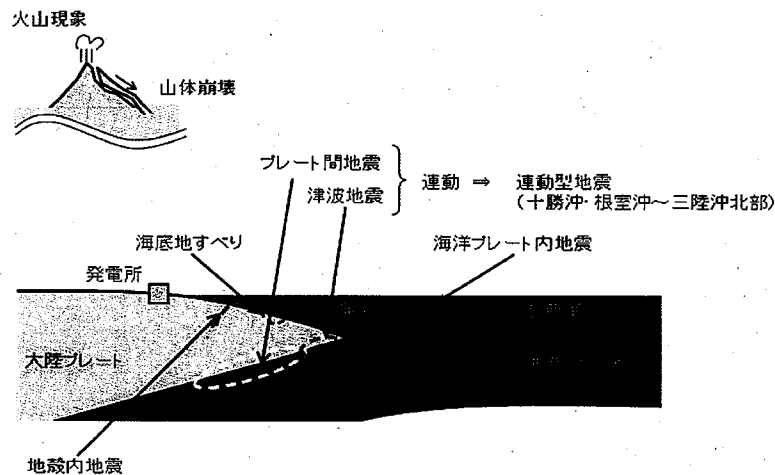 火山現象
山体崩壊
プレート間地震
津波地震
連動 ⇒ 連動型地震
(十勝沖・根室沖～三陸沖北部)
海底地すべり
海洋プレート内地震
発電所
大陸プレート
地殻内地震